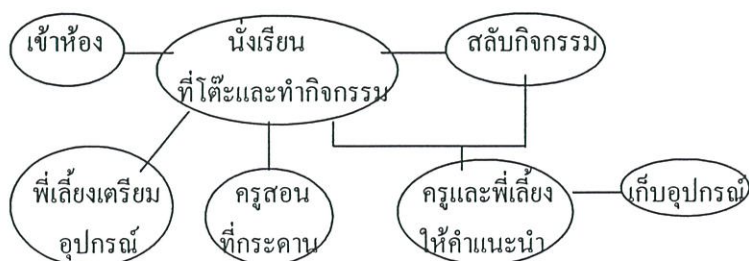 เข้าห้อง
นั่งเรียน
ที่โต๊ะและทำกิจกรรม
สลับกิจกรรม
พี่เลี้ยงเตรียม
อุปกรณ์
ครูสอน
ที่กระดาน
ครูและพี่เลี้ยง
ให้คำแนะนำ
เก็บอุปกรณ์